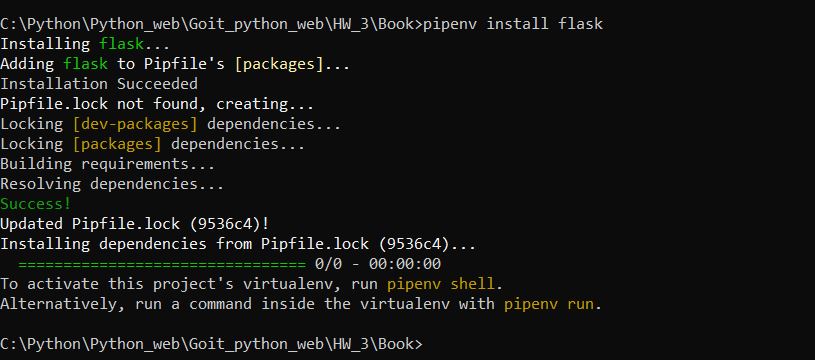 C:\Python\Python_web\Goit_python_web\HW_3\Book>pipenv install flask
Installing flask...
Adding flask to Pipfile's [packages]...
Installation Succeeded
Pipfile.lock not found, creating...
Locking [dev-packages] dependencies...
Locking [packages] dependencies...
Building requirements...
Resolving dependencies...
Success!
Updated Pipfile.lock (9536c4)!
Installing dependencies from Pipfile.lock (9536c4)...
  ================================ 0/0 - 00:00:00
To activate this project's virtualenv, run pipenv shell.
Alternatively, run a command inside the virtualenv with pipenv run.
C:\Python\Python_web\Goit_python_web\HW_3\Book>